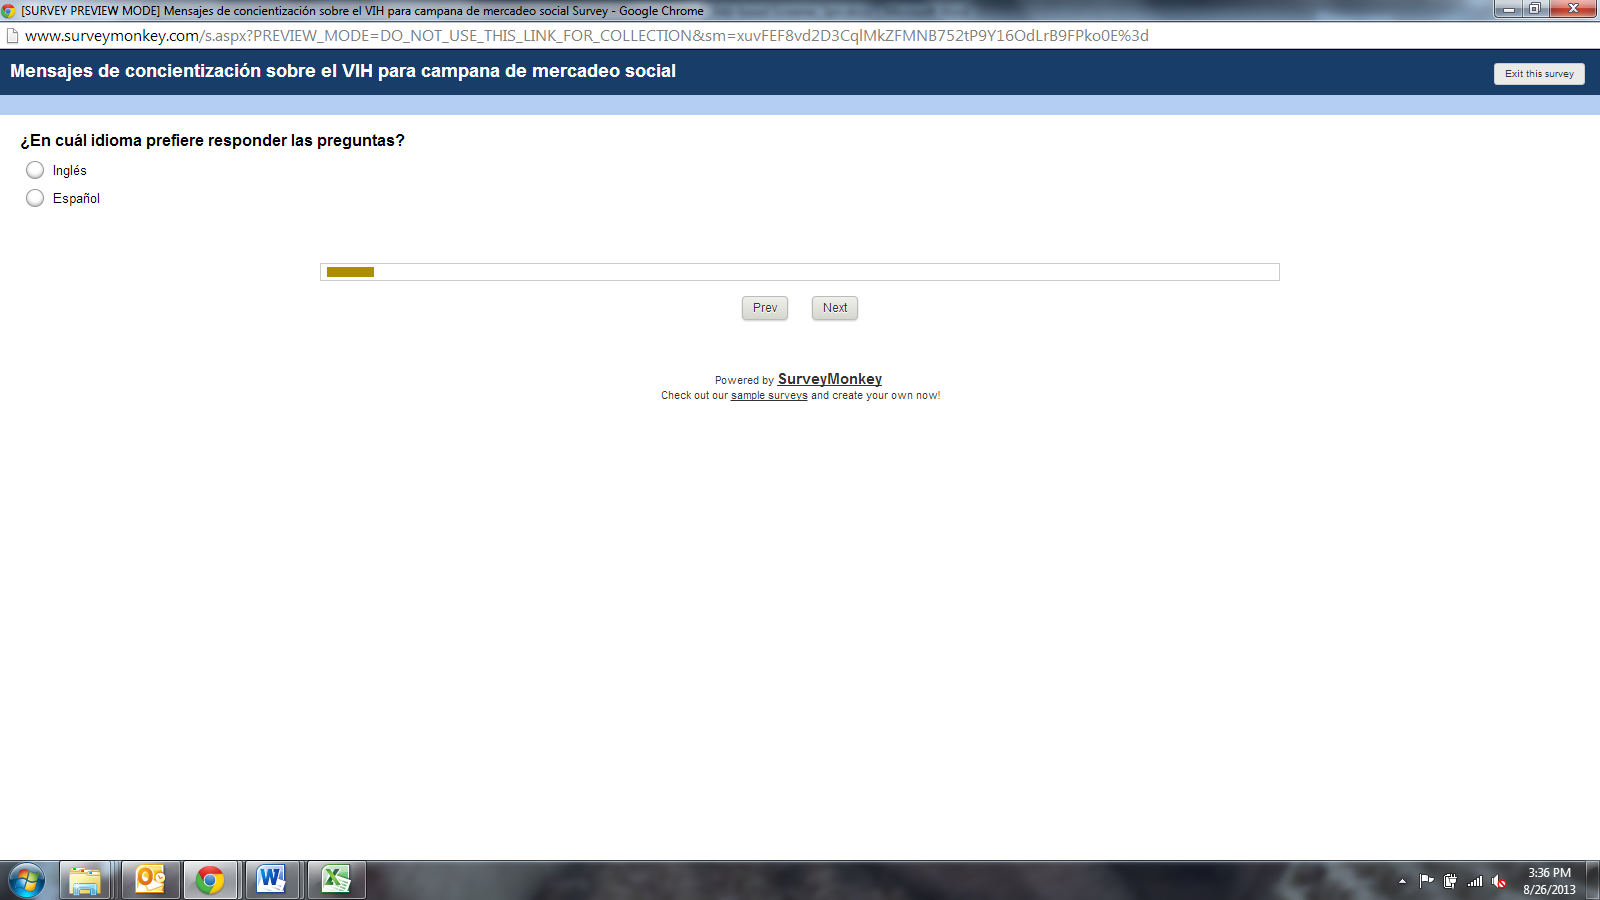 [SURVEY PREVIEW MODE] Mensajes de concientización sobre el VIH para campana de mercadeo social Survey - Google Chrome
www.surveymonkey.com/s.aspx?PREVIEW_MODE=DO_NOT_USE_THIS_LINK_FOR_COLLECTION&sm=xuvFEF8vd2D3CqlMkZFMNB752tP9Y16OdLrB9FPko0E%3d
Mensajes de concientización sobre el VIH para campana de mercadeo social
Exit this survey
¿En cuál idioma prefiere responder las preguntas?
Inglés
Español
Prev Next
Powered by SurveyMonkey
Check out our sample surveys and create your own now!
3:36 PM
8/26/2013